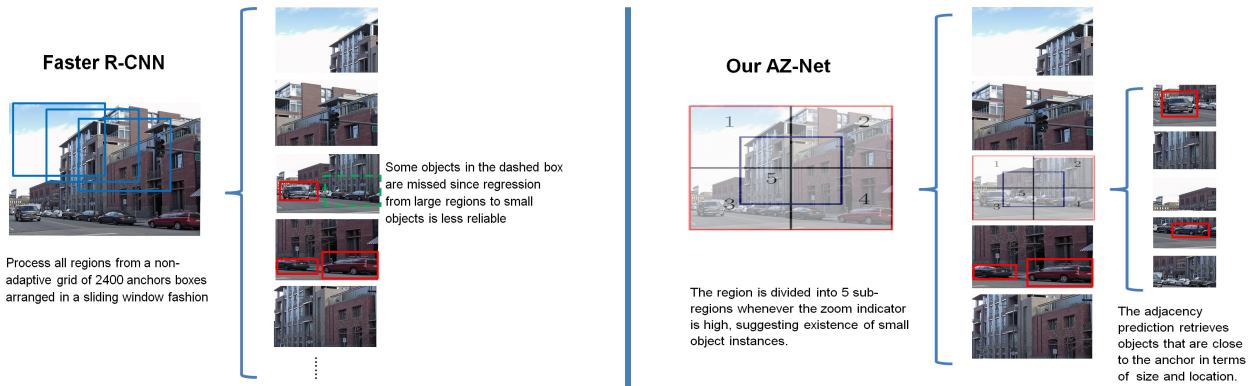 Faster R-CNN
Process all regions from a non-
adaptive grid of 2400 anchors boxes
arranged in a sliding window fashion
Some objects in the dashed box
are missed since regression
from large regions to small
objects is less reliable
Our AZ-Net
1
2
5
3
4
The region is divided into 5 sub-
regions whenever the zoom indicator
is high, suggesting existence of small
object instances.
1
2
5
3
4
The adjacency
prediction retrieves
objects that are close
to the anchor in terms
of size and location.